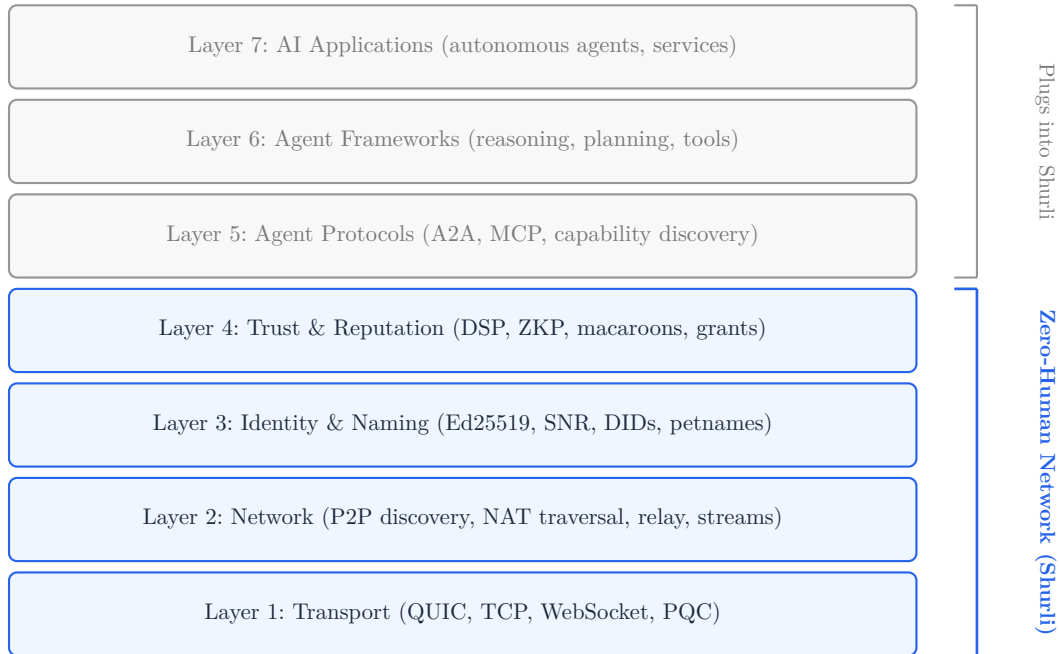 Layer 7: AI Applications (autonomous agents, services)
Layer 6: Agent Frameworks (reasoning, planning, tools)
Layer 5: Agent Protocols (A2A, MCP, capability discovery)
Plugs into Shurli
Layer 4: Trust & Reputation (DSP, ZKP, macaroons, grants)
Layer 3: Identity & Naming (Ed25519, SNR, DIDs, petnames)
Layer 2: Network (P2P discovery, NAT traversal, relay, streams)
Layer 1: Transport (QUIC, TCP, WebSocket, PQC)
Zero-Human Network (Shurli)